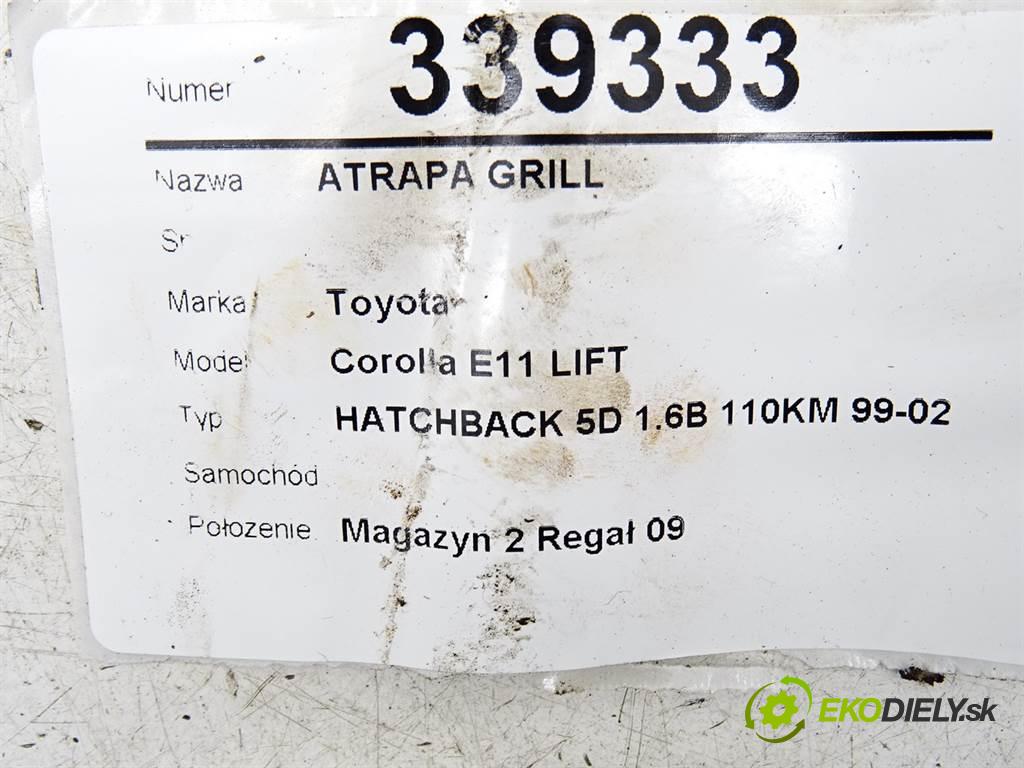 Numer 339333
Nazwa ATRAPA GRILL
Sr
Marka Toyota
Model Corolla E11 LIFT
Typ HATCHBACK 5D 1.6B 110KM 99-02
Samochód
Położenie Magazyn 2 Regał 09
EKODIELY.sk